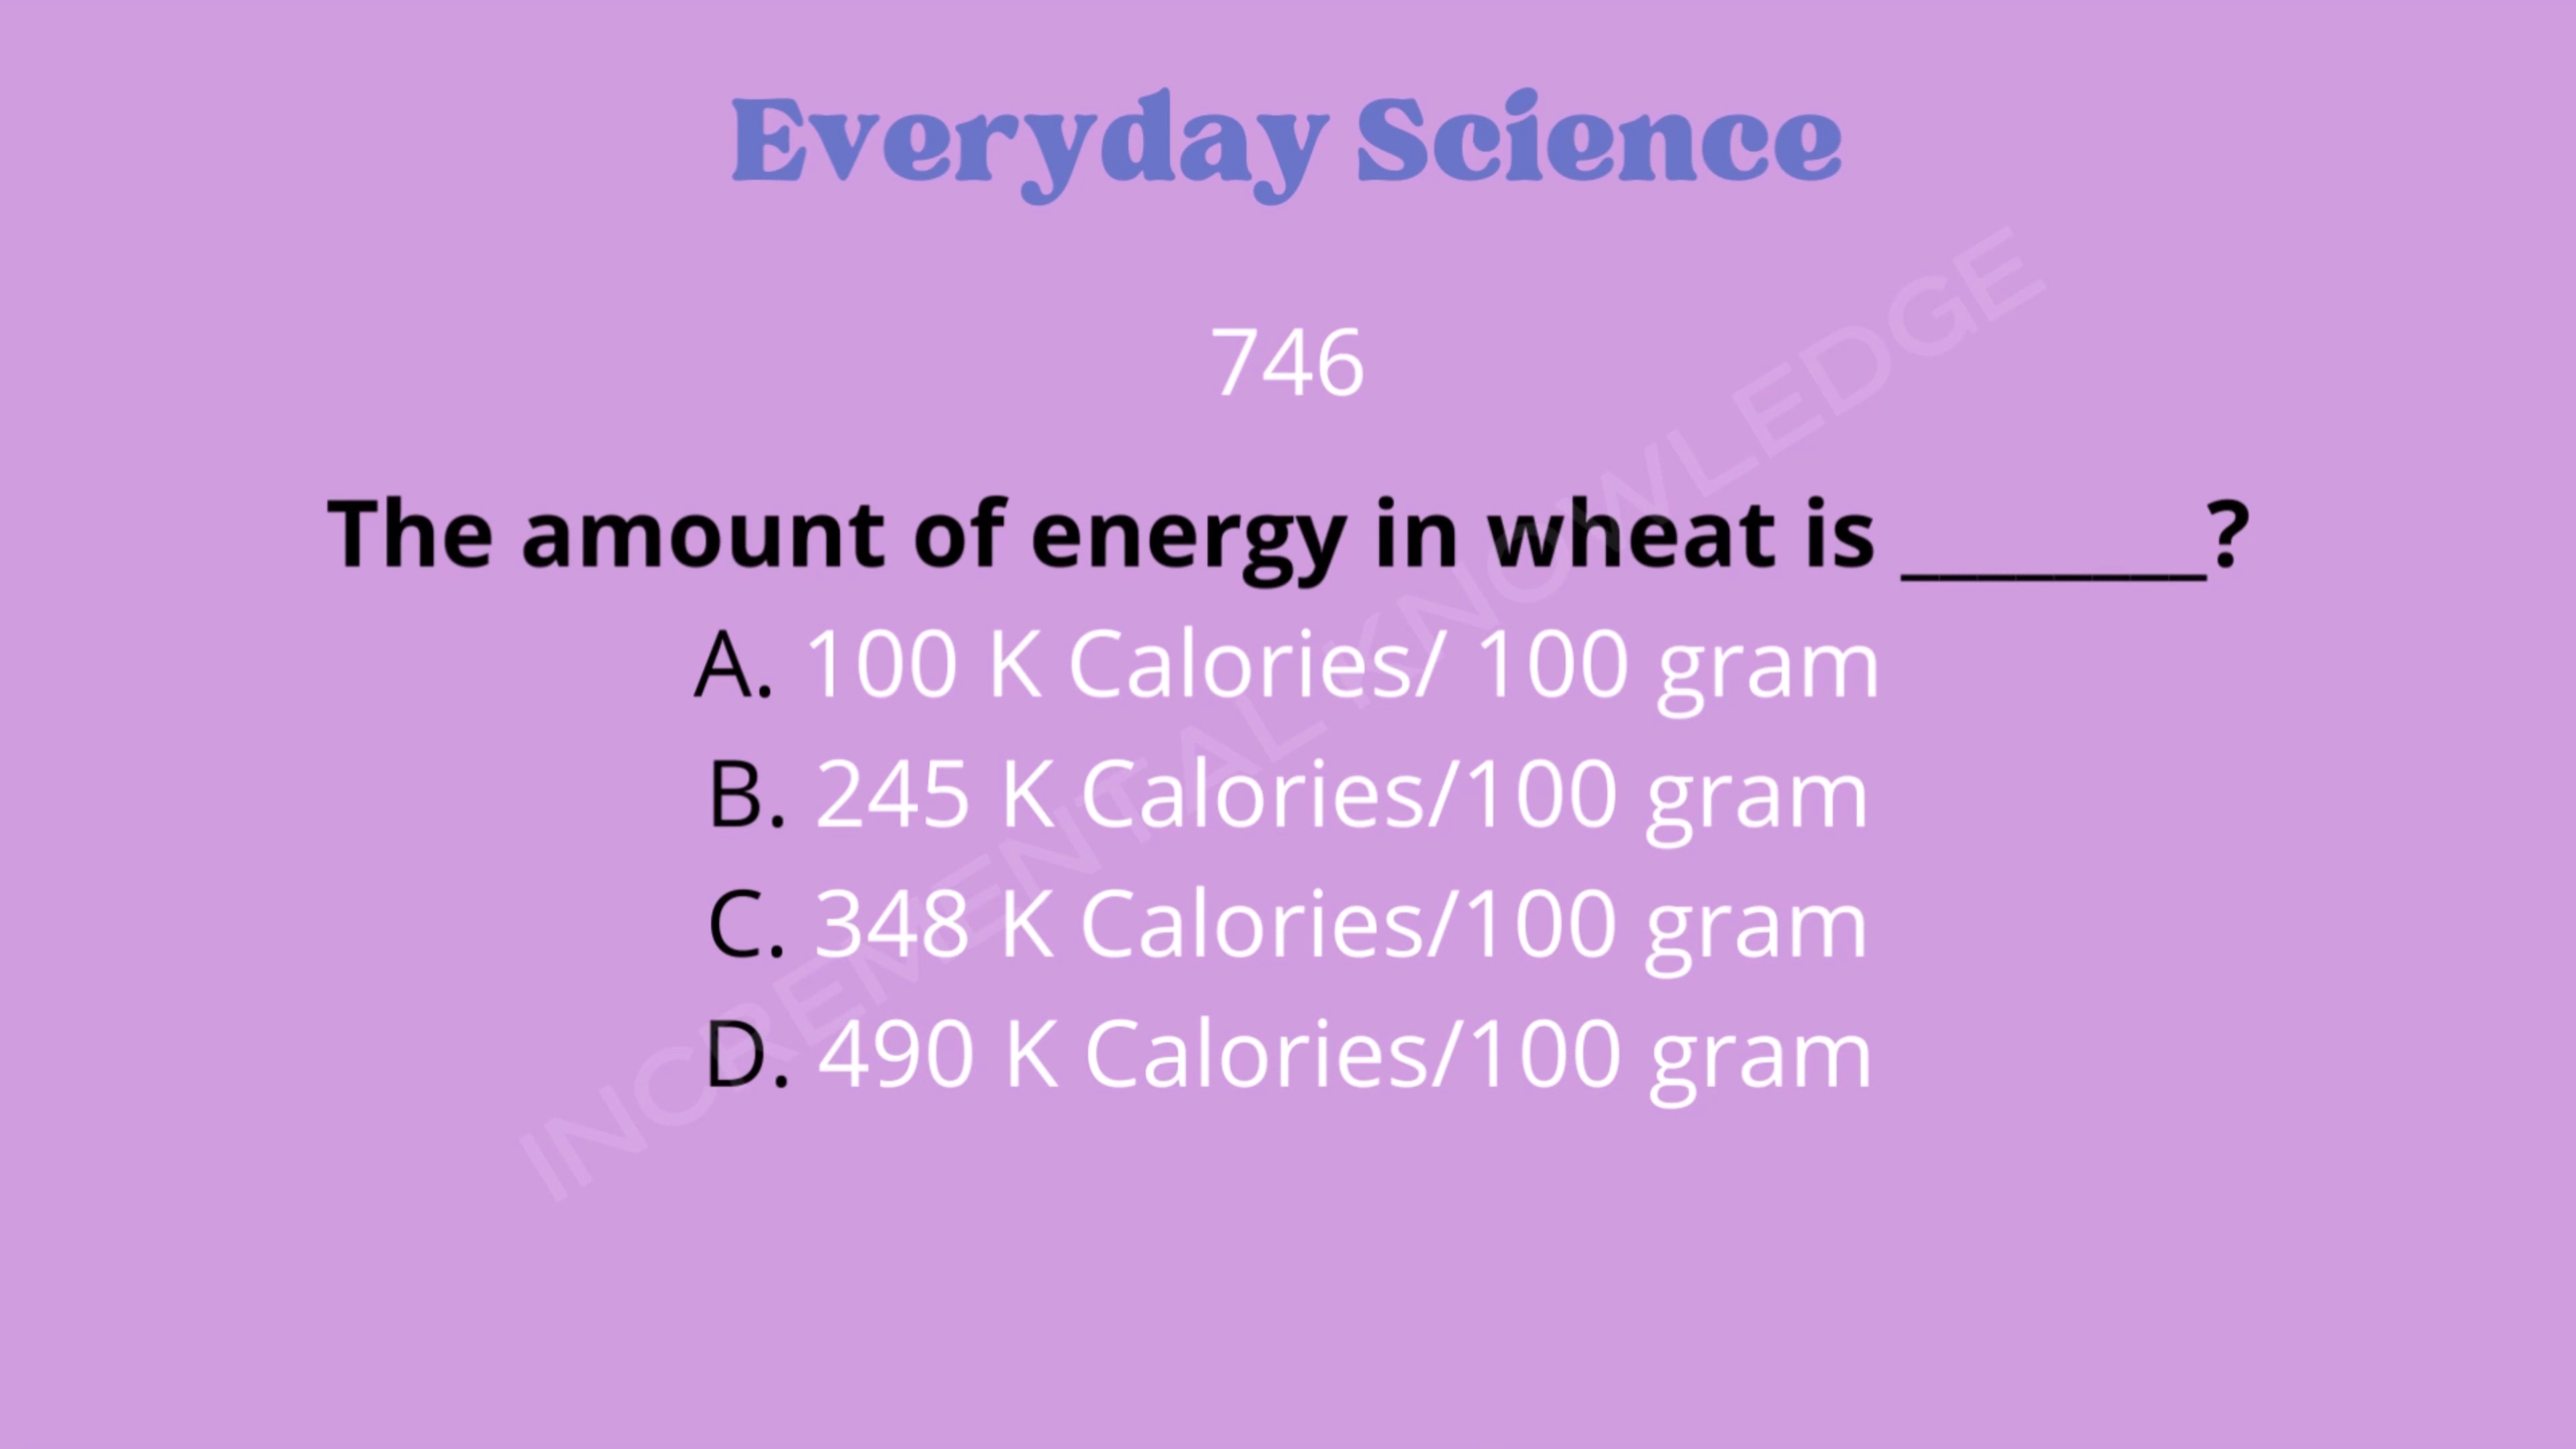 Everyday Science
746
The amount of energy in wheat is ________?
A. 100 K Calories/ 100 gram
B. 245 K Calories/100 gram
C. 348 K Calories/100 gram
D. 490 K Calories/100 gram
INCREMENTAL KNOWLEDGE